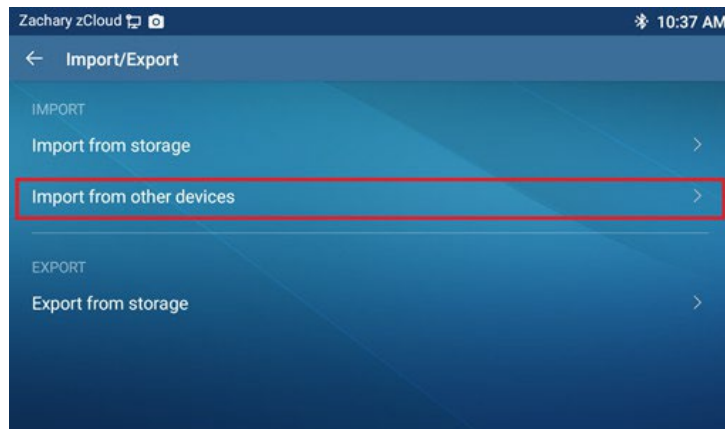 Zachary zCloud
10:37 AM
Import/Export
IMPORT
Import from storage
Import from other devices
EXPORT
Export from storage